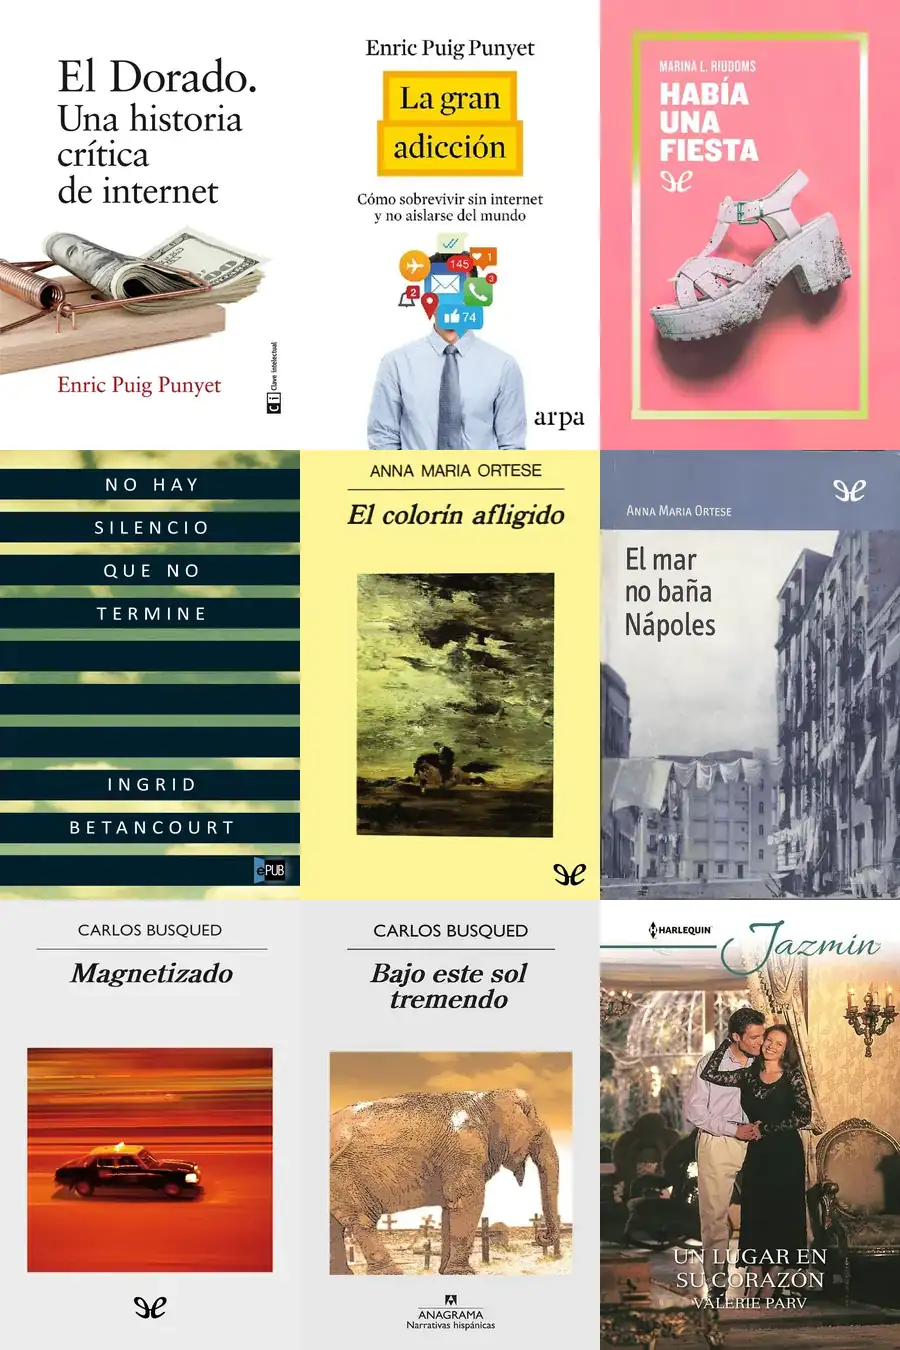 El Dorado.
Una historia
crítica
de internet
Enric Puig Punyet
Ci Clave intelectual
Enric Puig Punyet
La gran
adicción
Cómo sobrevivir sin internet
y no aislarse del mundo
145
1
2
3
74
arpa
MARINA L. RIUDOMS
HABÍA
UNA
FIESTA
NO HAY
SILENCIO
QUE NO
TERMINE
INGRID
BETANCOURT
ePUB
ANNA MARIA ORTESE
El colorín afligido
ANNA MARIA ORTESE
El mar
no baña
Nápoles
CARLOS BUSQUED
Magnetizado
CARLOS BUSQUED
Bajo este sol
tremendo
A
ANAGRAMA
Narrativas hispánicas
HARLEQUIN
Jazmín
UN LUGAR EN
SU CORAZÓN
VALERIE PARV